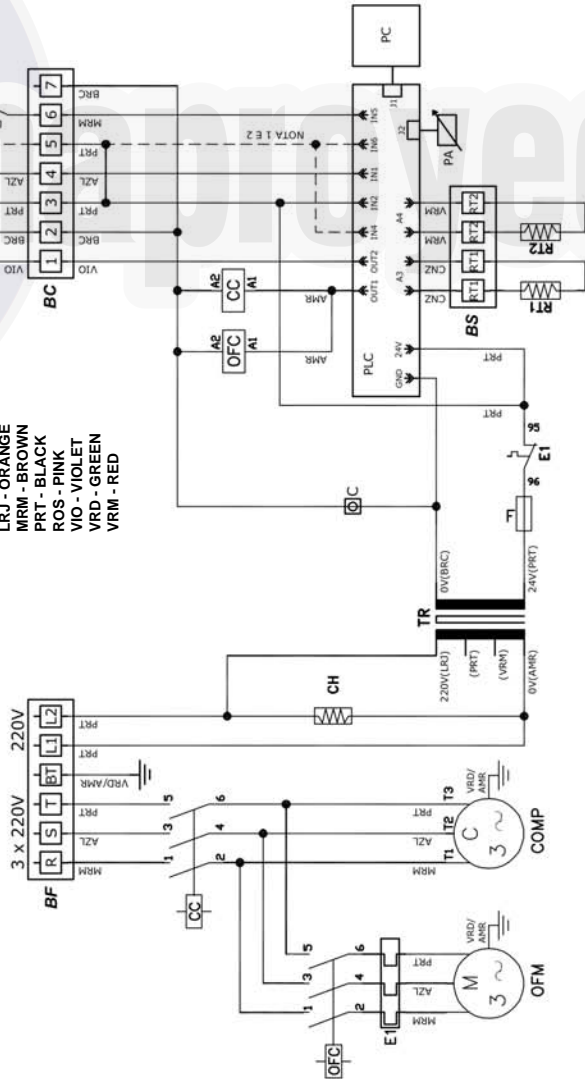 LRJ - ORANGE
MRM - BROWN
PRT - BLACK
ROS - PINK
VIO - VIOLET
VRD - GREEN
VRM - RED
3 x 220V
220V
BF
R
S
T
BT
L1
L2
MRM
AZL
PRT
VRD/AMR
PRT
PRT
CC
1
3
5
2
4
6
OFC
1
3
5
2
4
6
E1
MRM
AZL
PRT
VRD/
AMR
M
3 ~
OFM
MRM
AZL
PRT
T1
T2
T3
VRD/
AMR
C
3 ~
COMP
CH
TR
220V(LRJ)
(PRT)
(VRM)
0V(AMR)
0V(BRC)
24V(PRT)
C
F
96
95
E1
PRT
PRT
BC
1
2
3
4
5
6
7
VIO
BRC
PRT
AZL
VIO
BRC
PRT
AZL
PRT
MRM
BRC
NOTA 1 E 2
A2
OFC
A1
AMR
A2
CC
A1
AMR
PLC
GND
24V
OUT1
OUT2
IN4
IN2
IN1
IN6
IN5
A3
A4
J2
J1
PC
PA
CNZ
CNZ
VRM
VRM
BS
RT1
RT1
RT2
RT2
RT1
RT2